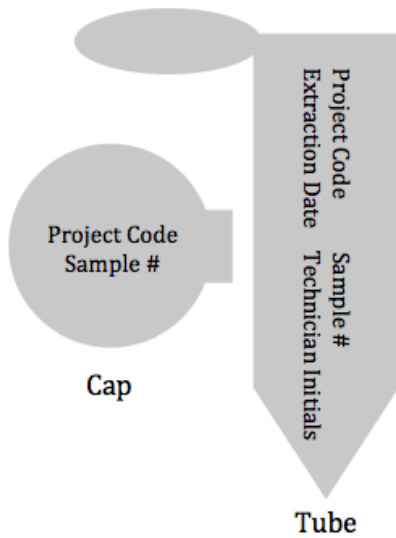 Project Code
Sample #
Cap
Project Code    Sample #
Extraction Date    Technician Initials
Tube